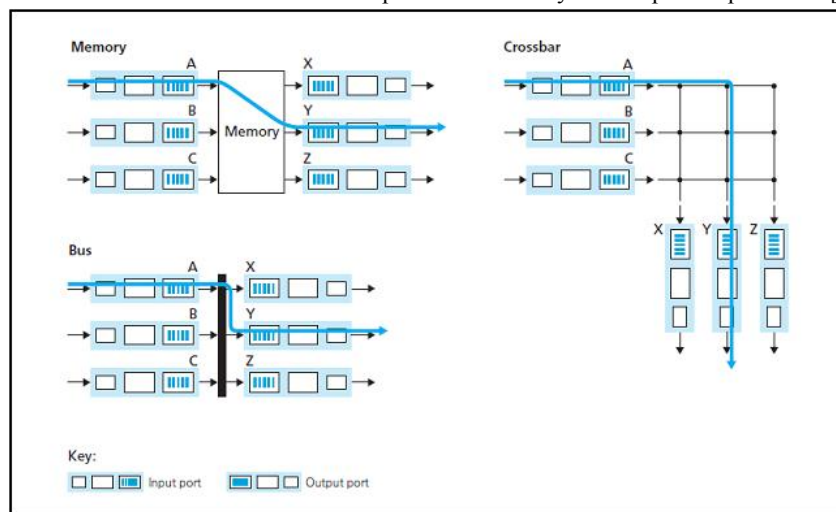 Memory
A
X
B
Y
Memory
C
Z
Crossbar
A
B
C
X
Y
Z
Bus
A
X
B
Y
C
Z
Key:
Input port
Output port